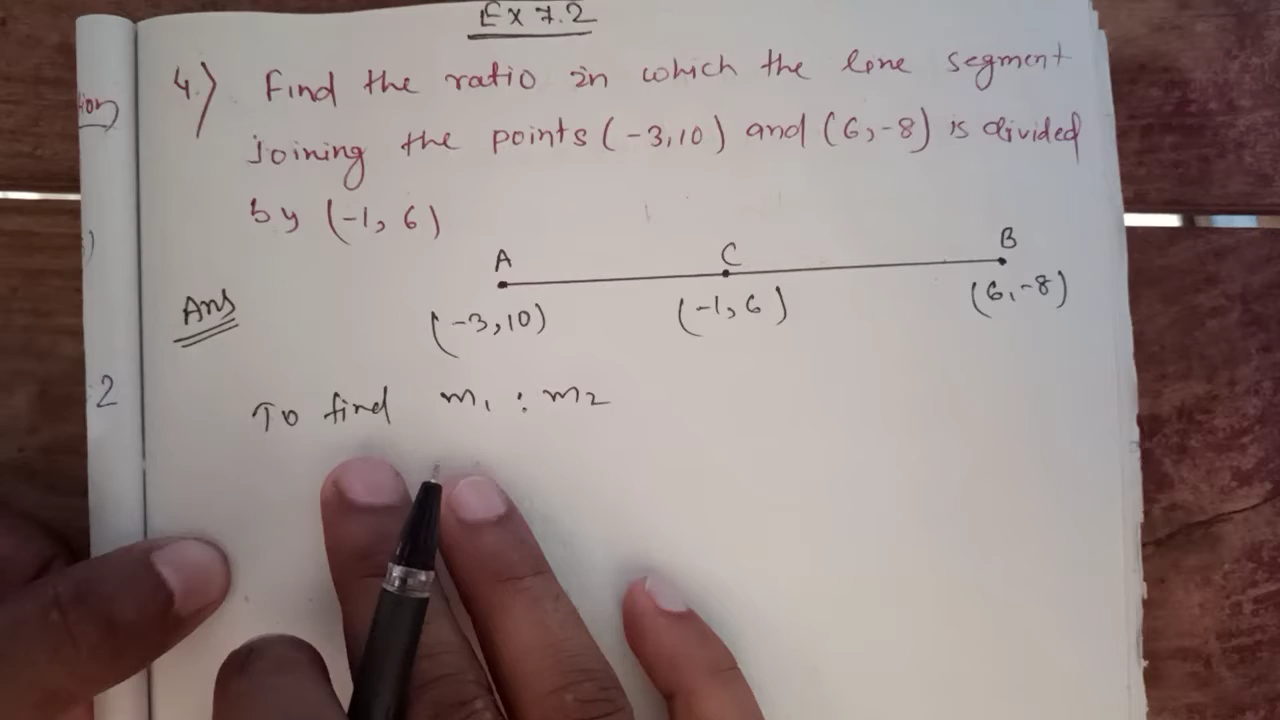 Ex 7.2
4.) Find the ratio in which the line segment
joining the points (-3,10) and (6,-8) is divided
by (-1, 6)
A C B
(-3,10) (-1,6) (6,-8)
Ans
To find m₁ : m₂
2